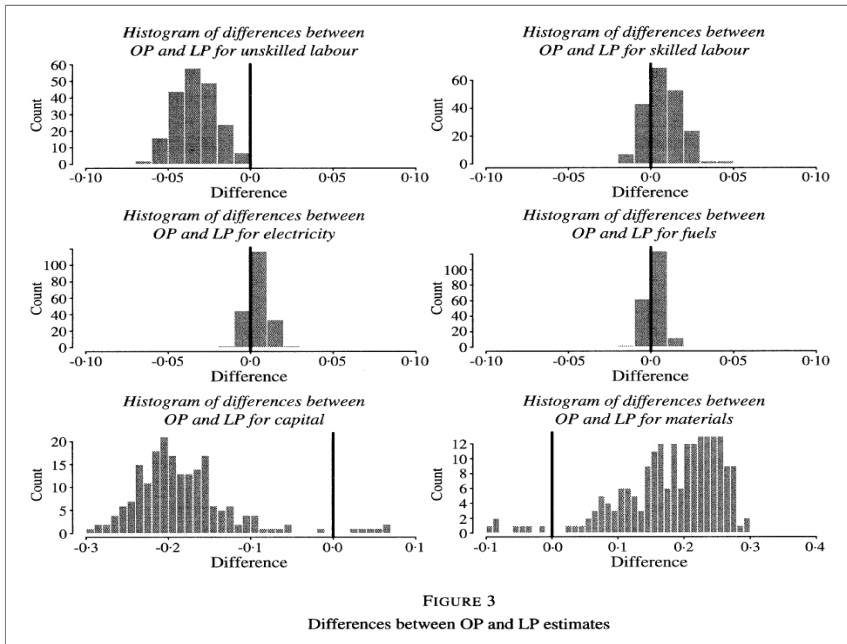 Histogram of differences between
OP and LP for unskilled labour
Count
60
50
40
30
20
10
0
-0·10
-0·05
0·0
0·05
0·10
Difference
Histogram of differences between
OP and LP for skilled labour
Count
60
40
20
0
-0·10
-0·05
0·0
0·05
0·10
Difference
Histogram of differences between
OP and LP for electricity
Count
100
80
60
40
20
0
-0·10
-0·05
0·0
0·05
0·10
Difference
Histogram of differences between
OP and LP for fuels
Count
100
80
60
40
20
0
-0·10
-0·05
0·0
0·05
0·10
Difference
Histogram of differences between
OP and LP for capital
Count
20
15
10
5
0
-0·3
-0·2
-0·1
0·0
0·1
Difference
Histogram of differences between
OP and LP for materials
Count
12
10
8
6
4
2
0
-0·1
0·0
0·1
0·2
0·3
0·4
Difference
FIGURE 3
Differences between OP and LP estimates